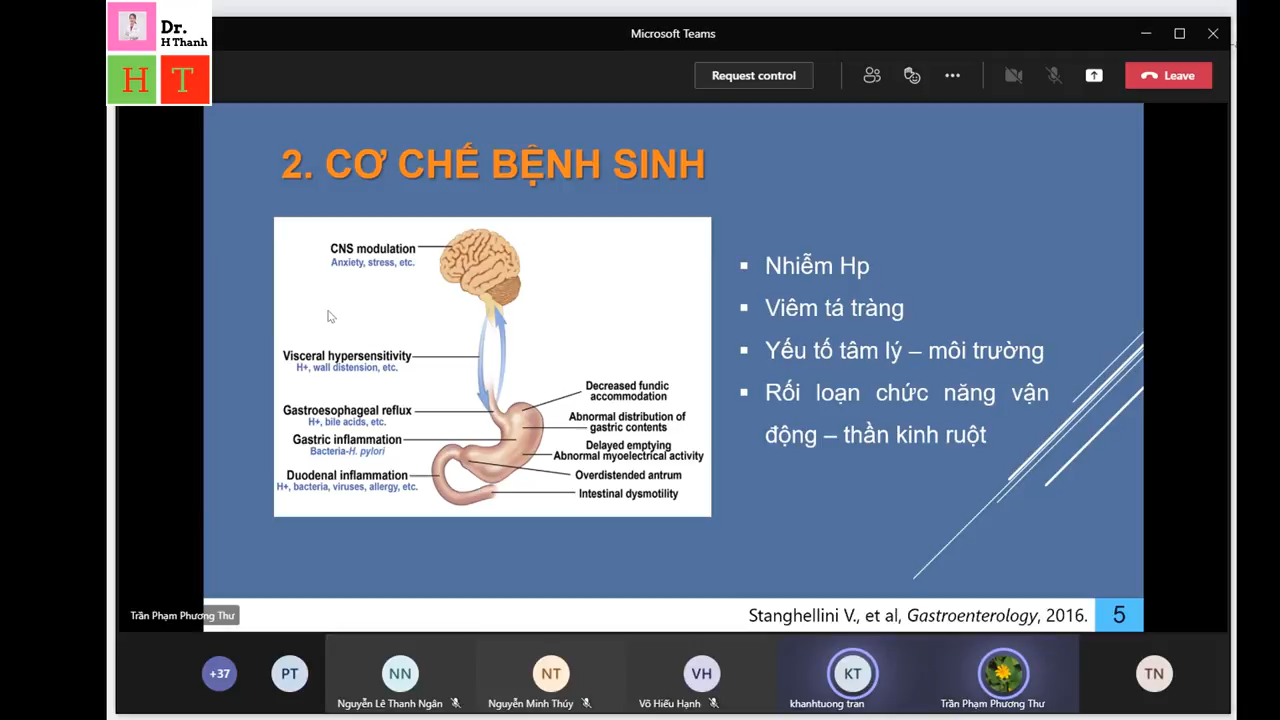 Dr.
H Thanh
H T
Microsoft Teams
Request control
Leave
2. CƠ CHẾ BỆNH SINH
CNS modulation
Anxiety, stress, etc.
Visceral hypersensitivity
H+, wall distension, etc.
Gastroesophageal reflux
H+, bile acids, etc.
Gastric inflammation
Bacteria-H. pylori
Duodenal inflammation
H+, bacteria, viruses, allergy, etc.
Decreased fundic
accommodation
Abnormal distribution of
gastric contents
Delayed emptying
Abnormal myoelectrical activity
Overdistended antrum
Intestinal dysmotility
▪ Nhiễm Hp
▪ Viêm tá tràng
▪ Yếu tố tâm lý – môi trường
▪ Rối loạn chức năng vận
động – thần kinh ruột
Stanghellini V., et al, Gastroenterology, 2016.
5
Trần Phạm Phương Thư
+37
PT
NN
Nguyễn Lê Thanh Ngân
NT
Nguyễn Minh Thúy
VH
Võ Hiếu Hạnh
KT
khanhtuong tran
Trần Phạm Phương Thư
TN